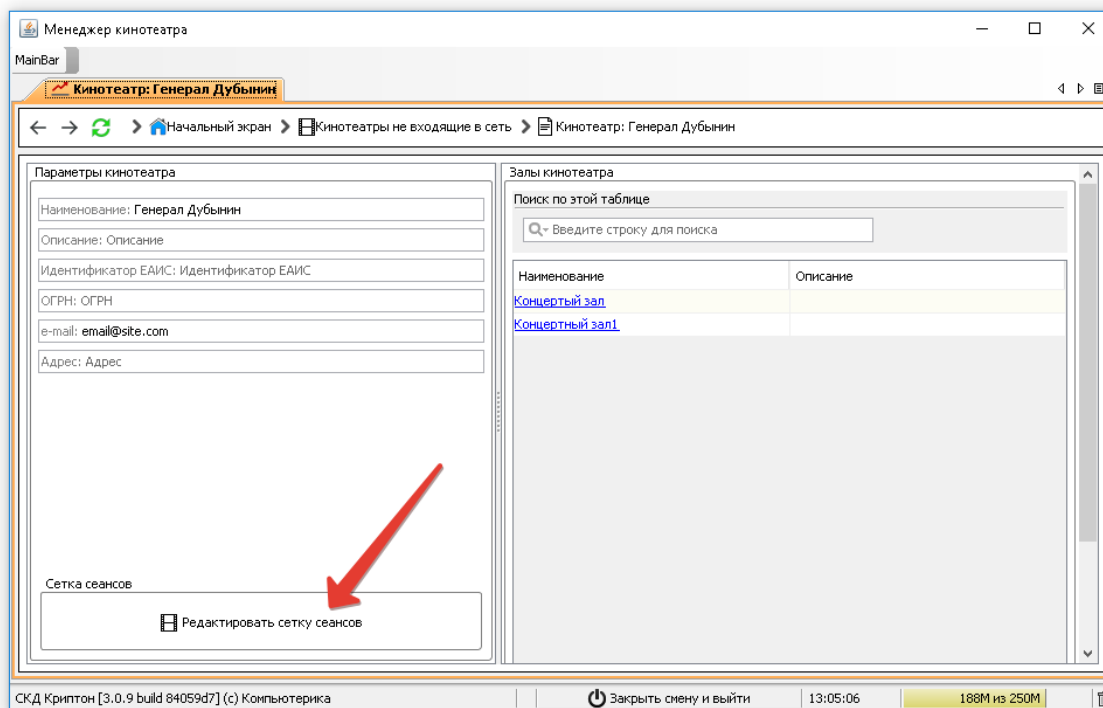 Менеджер кинотеатра
MainBar
Кинотеатр: Генерал Дубынин
Начальный экран Кинотеатры не входящие в сеть Кинотеатр: Генерал Дубынин
Параметры кинотеатра
Наименование: Генерал Дубынин
Описание: Описание
Идентификатор ЕАИС: Идентификатор ЕАИС
ОГРН: ОГРН
e-mail: email@site.com
Адрес: Адрес
Сетка сеансов
Редактировать сетку сеансов
Залы кинотеатра
Поиск по этой таблице
Введите строку для поиска
Наименование Описание
Концертый зал
Концертный зал1
СКД Криптон [3.0.9 build 84059d7] (c) Компьютерика Закрыть смену и выйти 13:05:06 188M из 250M